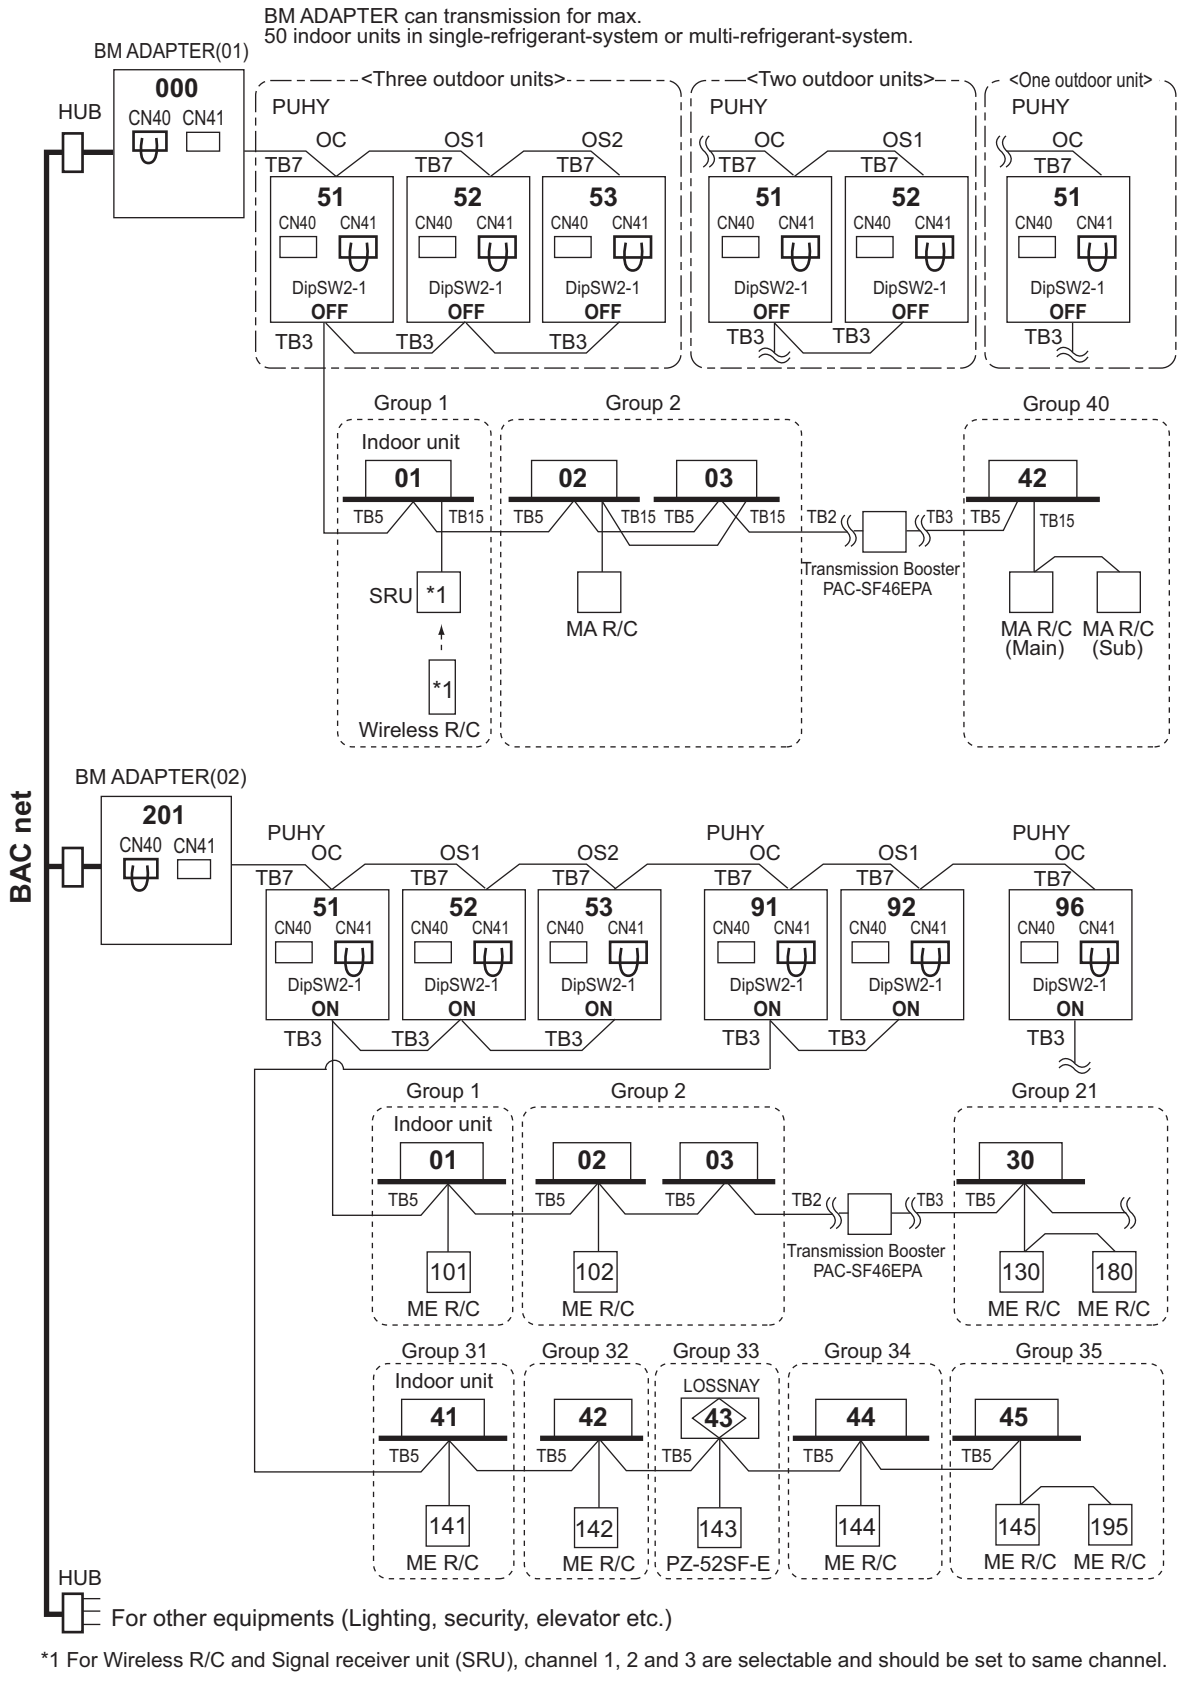 BM ADAPTER can transmission for max.
50 indoor units in single-refrigerant-system or multi-refrigerant-system.
BM ADAPTER(01)
000
CN40 CN41
HUB
<Three outdoor units>
PUHY
OC OS1 OS2
TB7 TB7 TB7
51 52 53
CN40 CN41 CN40 CN41 CN40 CN41
DipSW2-1 DipSW2-1 DipSW2-1
OFF OFF OFF
TB3 TB3 TB3
<Two outdoor units>
PUHY
OC OS1
TB7 TB7
51 52
CN40 CN41 CN40 CN41
DipSW2-1 DipSW2-1
OFF OFF
TB3 TB3
<One outdoor unit>
PUHY
OC
TB7
51
CN40 CN41
DipSW2-1
OFF
TB3
Group 1
Indoor unit
01
TB5 TB15
SRU *1
*1
Wireless R/C
Group 2
02 03
TB5 TB15 TB5 TB15
MA R/C
TB2 TB3
Transmission Booster
PAC-SF46EPA
Group 40
42
TB5 TB15
MA R/C MA R/C
(Main) (Sub)
BAC net
BM ADAPTER(02)
201
CN40 CN41
PUHY
OC OS1 OS2
TB7 TB7 TB7
51 52 53
CN40 CN41 CN40 CN41 CN40 CN41
DipSW2-1 DipSW2-1 DipSW2-1
ON ON ON
TB3 TB3 TB3
PUHY
OC OS1
TB7 TB7
91 92
CN40 CN41 CN40 CN41
DipSW2-1 DipSW2-1
ON ON
TB3 TB3
PUHY
OC
TB7
96
CN40 CN41
DipSW2-1
ON
TB3
Group 1
Indoor unit
01
TB5
101
ME R/C
Group 2
02 03
TB5 TB5
102
ME R/C
TB2 TB3
Transmission Booster
PAC-SF46EPA
Group 21
30
TB5
130 180
ME R/C ME R/C
Group 31
Indoor unit
41
TB5
141
ME R/C
Group 32
42
TB5
142
ME R/C
Group 33
LOSSNAY
43
TB5
143
PZ-52SF-E
Group 34
44
TB5
144
ME R/C
Group 35
45
TB5
145 195
ME R/C ME R/C
HUB
For other equipments (Lighting, security, elevator etc.)
*1 For Wireless R/C and Signal receiver unit (SRU), channel 1, 2 and 3 are selectable and should be set to same channel.